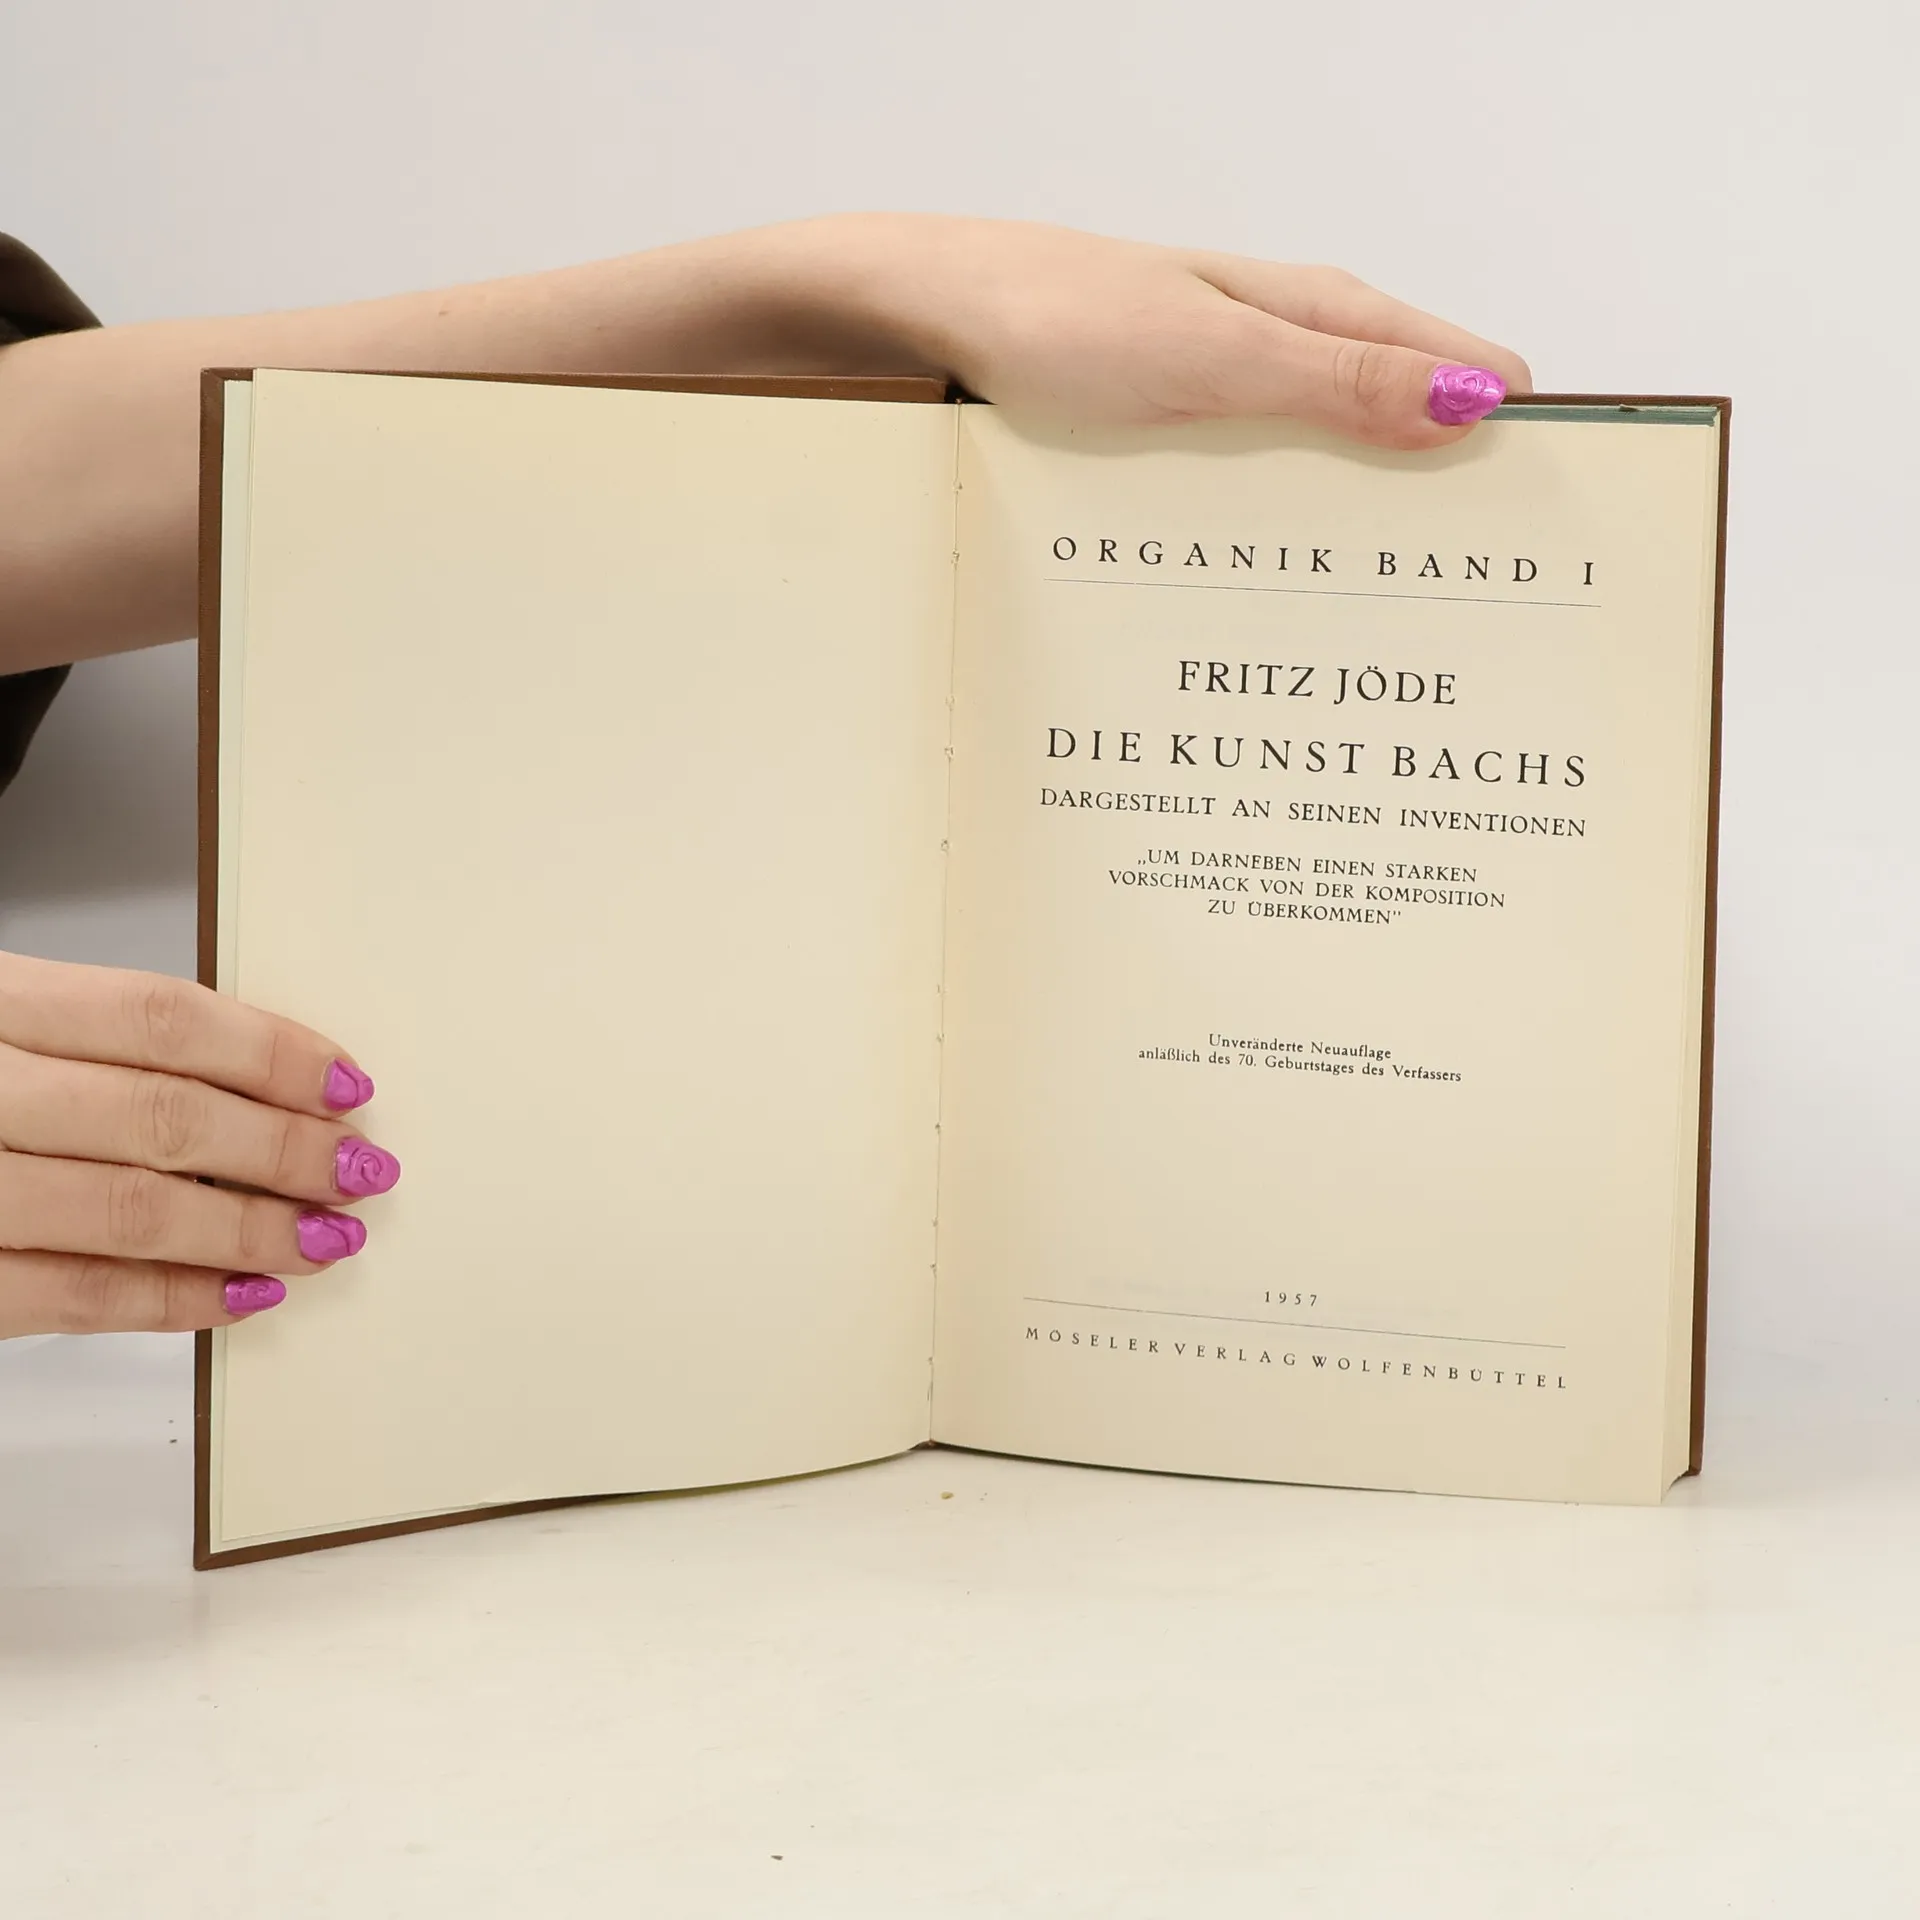 ORGANIK BAND I
FRITZ JÖDE
DIE KUNST BACHS
DARGESTELLT AN SEINEN INVENTIONEN
„UM DARNEBEN EINEN STARKEN
VORSCHMACK VON DER KOMPOSITION
ZU ÜBERKOMMEN"
Unveränderte Neuauflage
anläßlich des 70. Geburtstages des Verfassers
1957
MÖSELER VERLAG WOLFENBÜTTEL